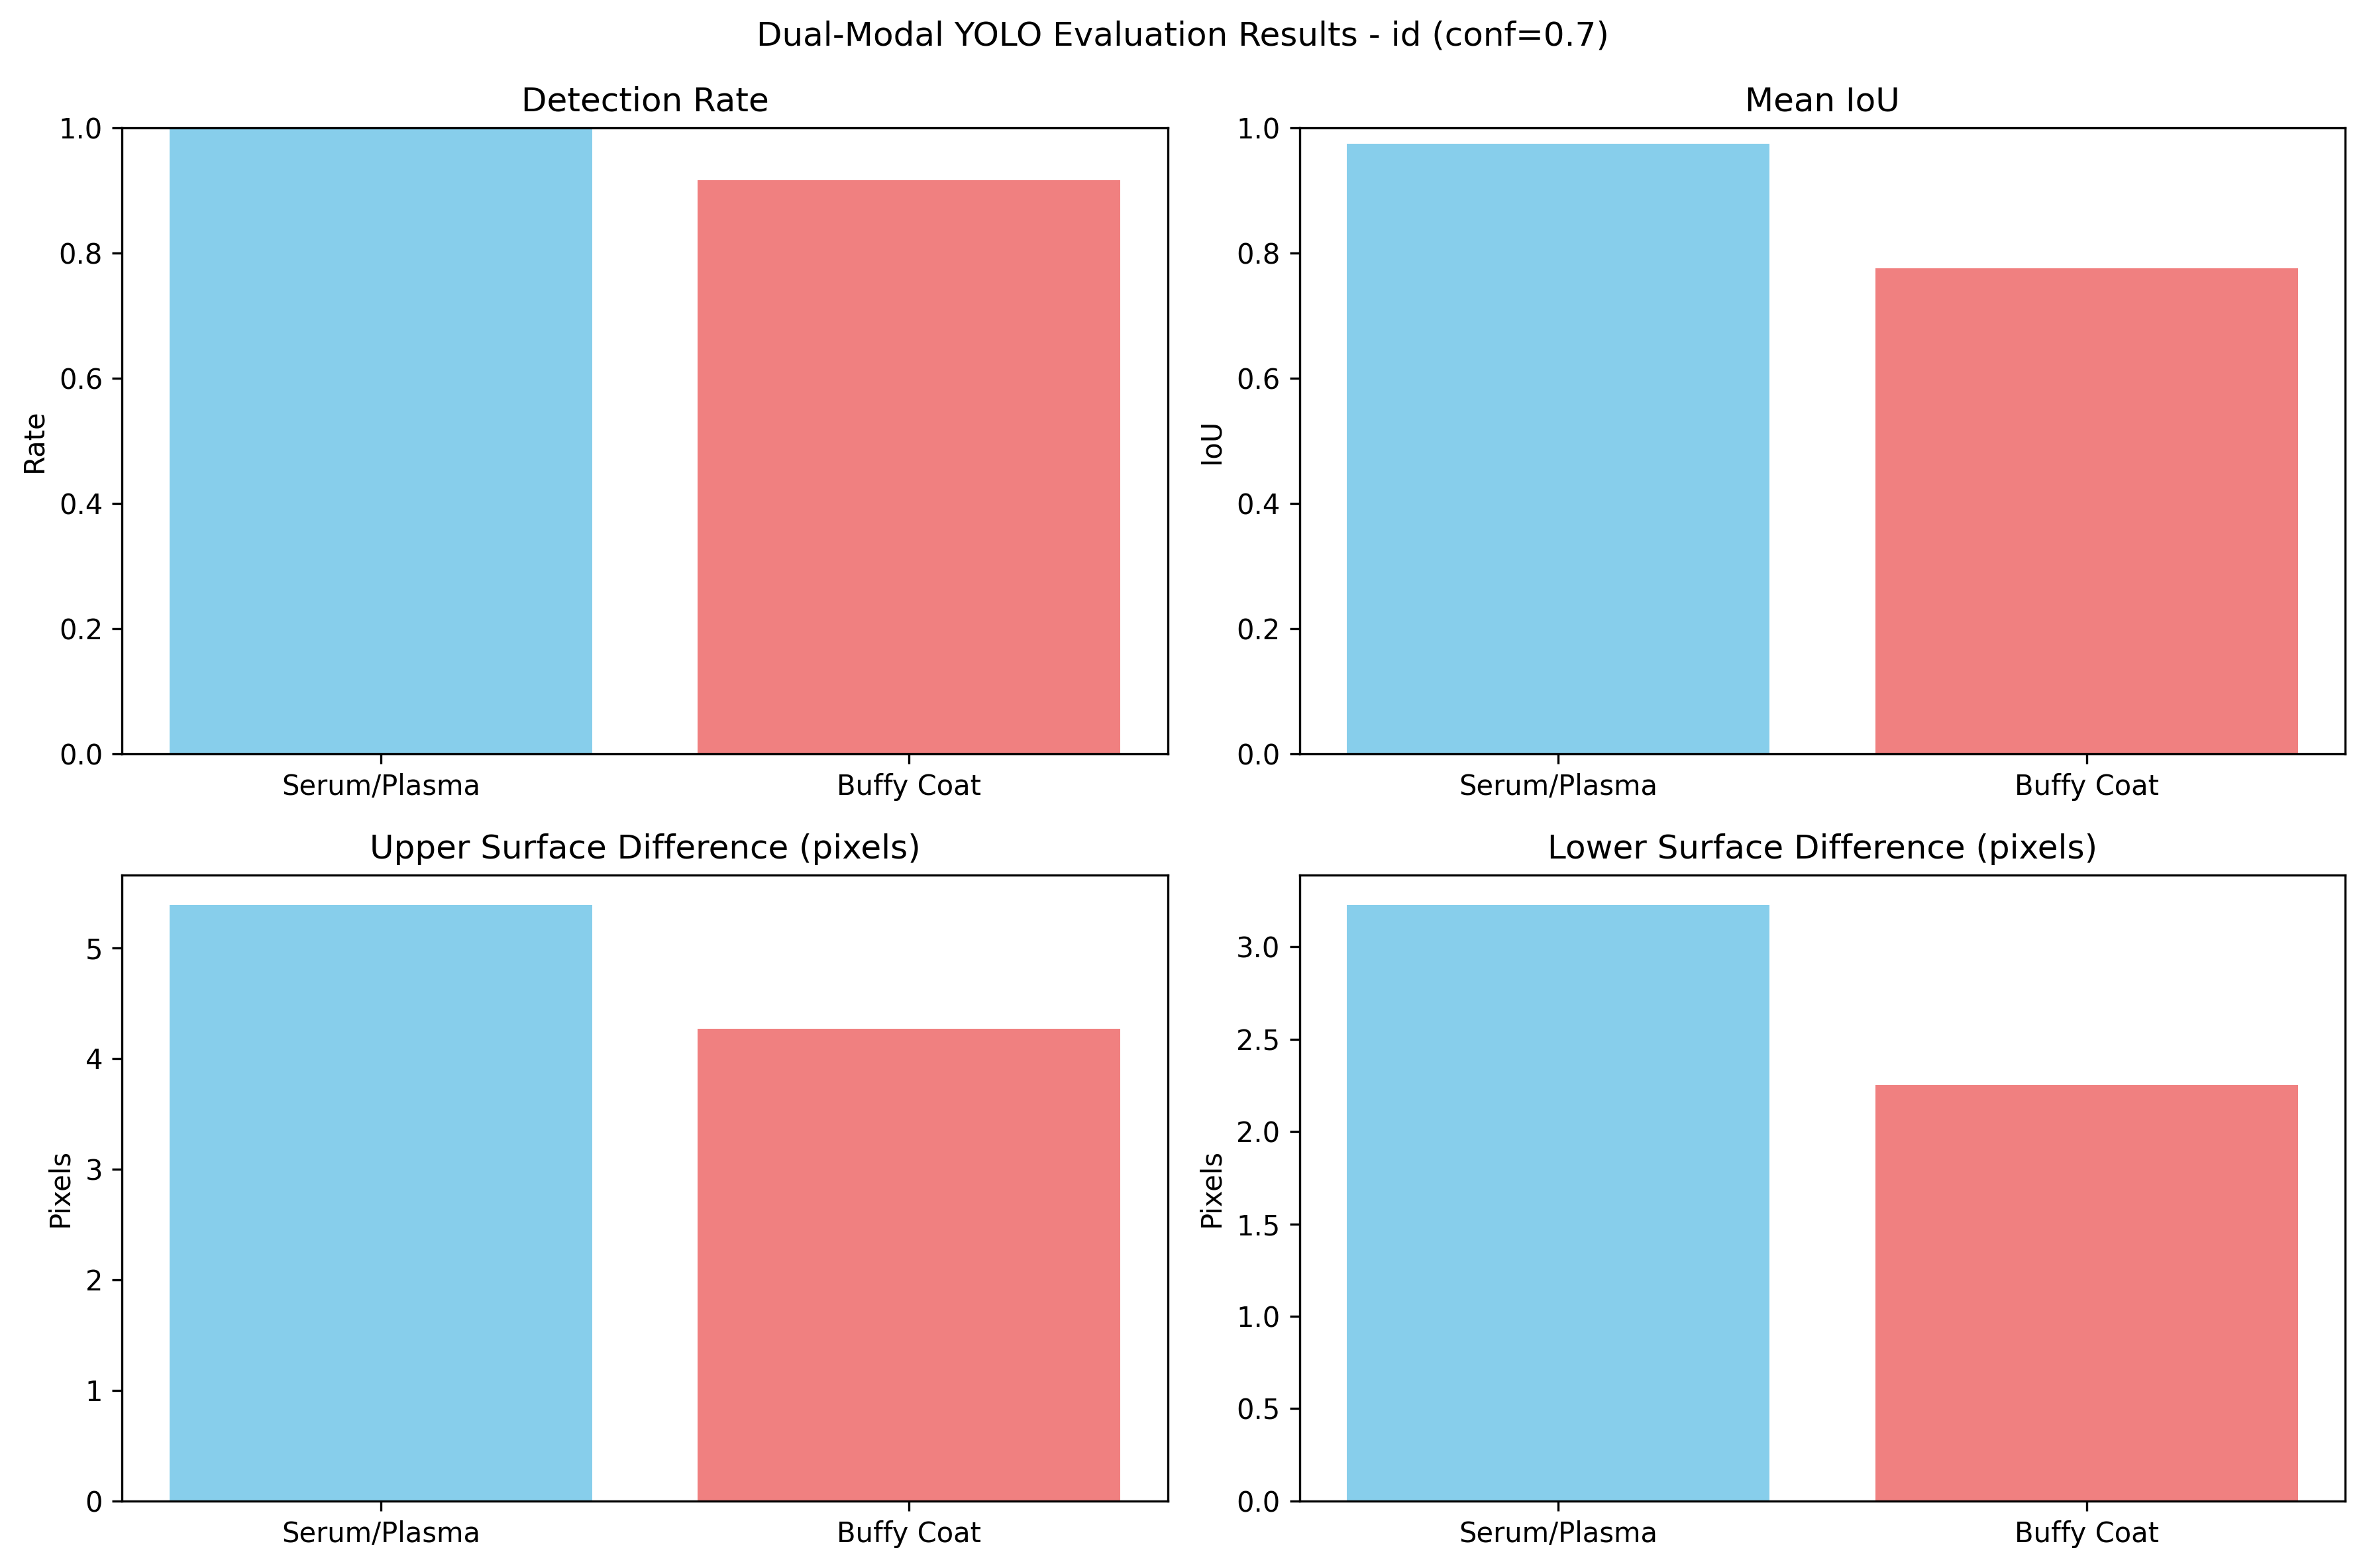 Dual-Modal YOLO Evaluation Results - id (conf=0.7)
Detection Rate
1.0
0.8
0.6
0.4
0.2
0.0
Rate
Serum/Plasma
Buffy Coat
Mean IoU
1.0
0.8
0.6
0.4
0.2
0.0
IoU
Serum/Plasma
Buffy Coat
Upper Surface Difference (pixels)
5
4
3
2
1
0
Pixels
Serum/Plasma
Buffy Coat
Lower Surface Difference (pixels)
3.0
2.5
2.0
1.5
1.0
0.5
0.0
Pixels
Serum/Plasma
Buffy Coat